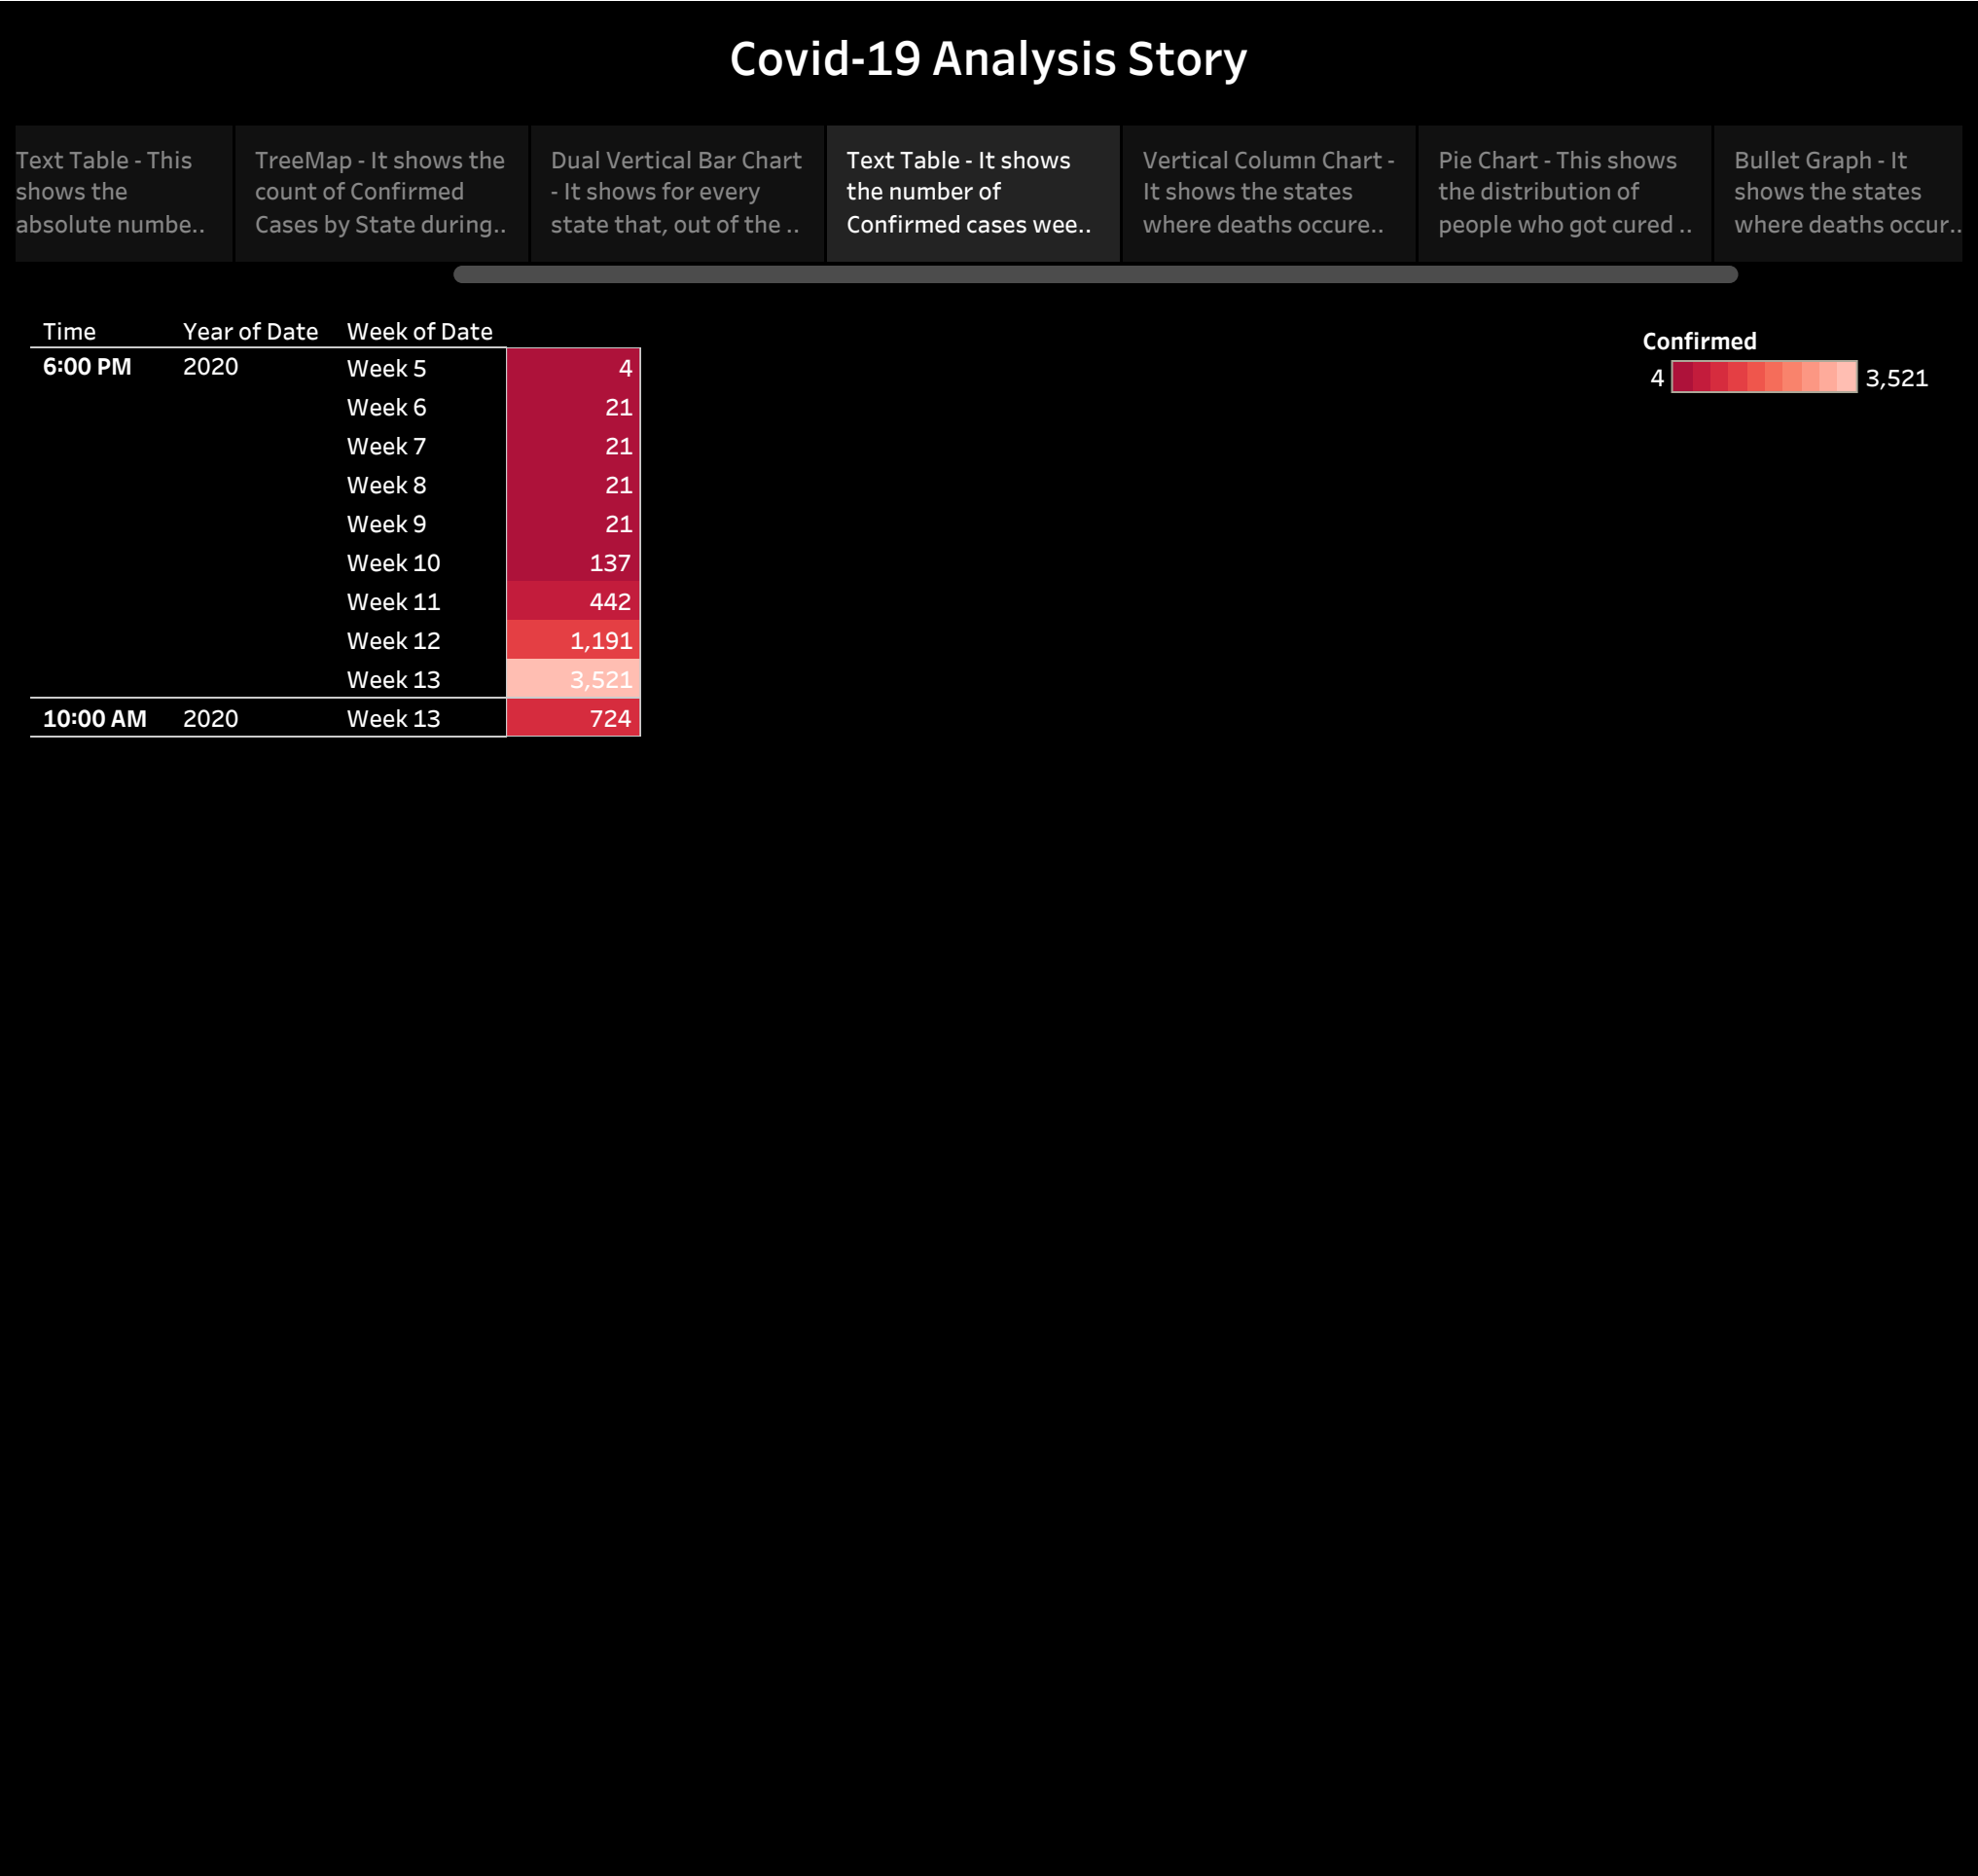 Covid-19 Analysis Story
Text Table - This
shows the
absolute numbe..
TreeMap - It shows the
count of Confirmed
Cases by State during..
Dual Vertical Bar Chart
- It shows for every
state that, out of the ..
Text Table - It shows
the number of
Confirmed cases wee..
Vertical Column Chart -
It shows the states
where deaths occure..
Pie Chart - This shows
the distribution of
people who got cured ..
Bullet Graph - It
shows the states
where deaths occur..
Time Year of Date Week of Date
6:00 PM 2020 Week 5 4
Week 6 21
Week 7 21
Week 8 21
Week 9 21
Week 10 137
Week 11 442
Week 12 1,191
Week 13 3,521
10:00 AM 2020 Week 13 724
Confirmed
4 3,521